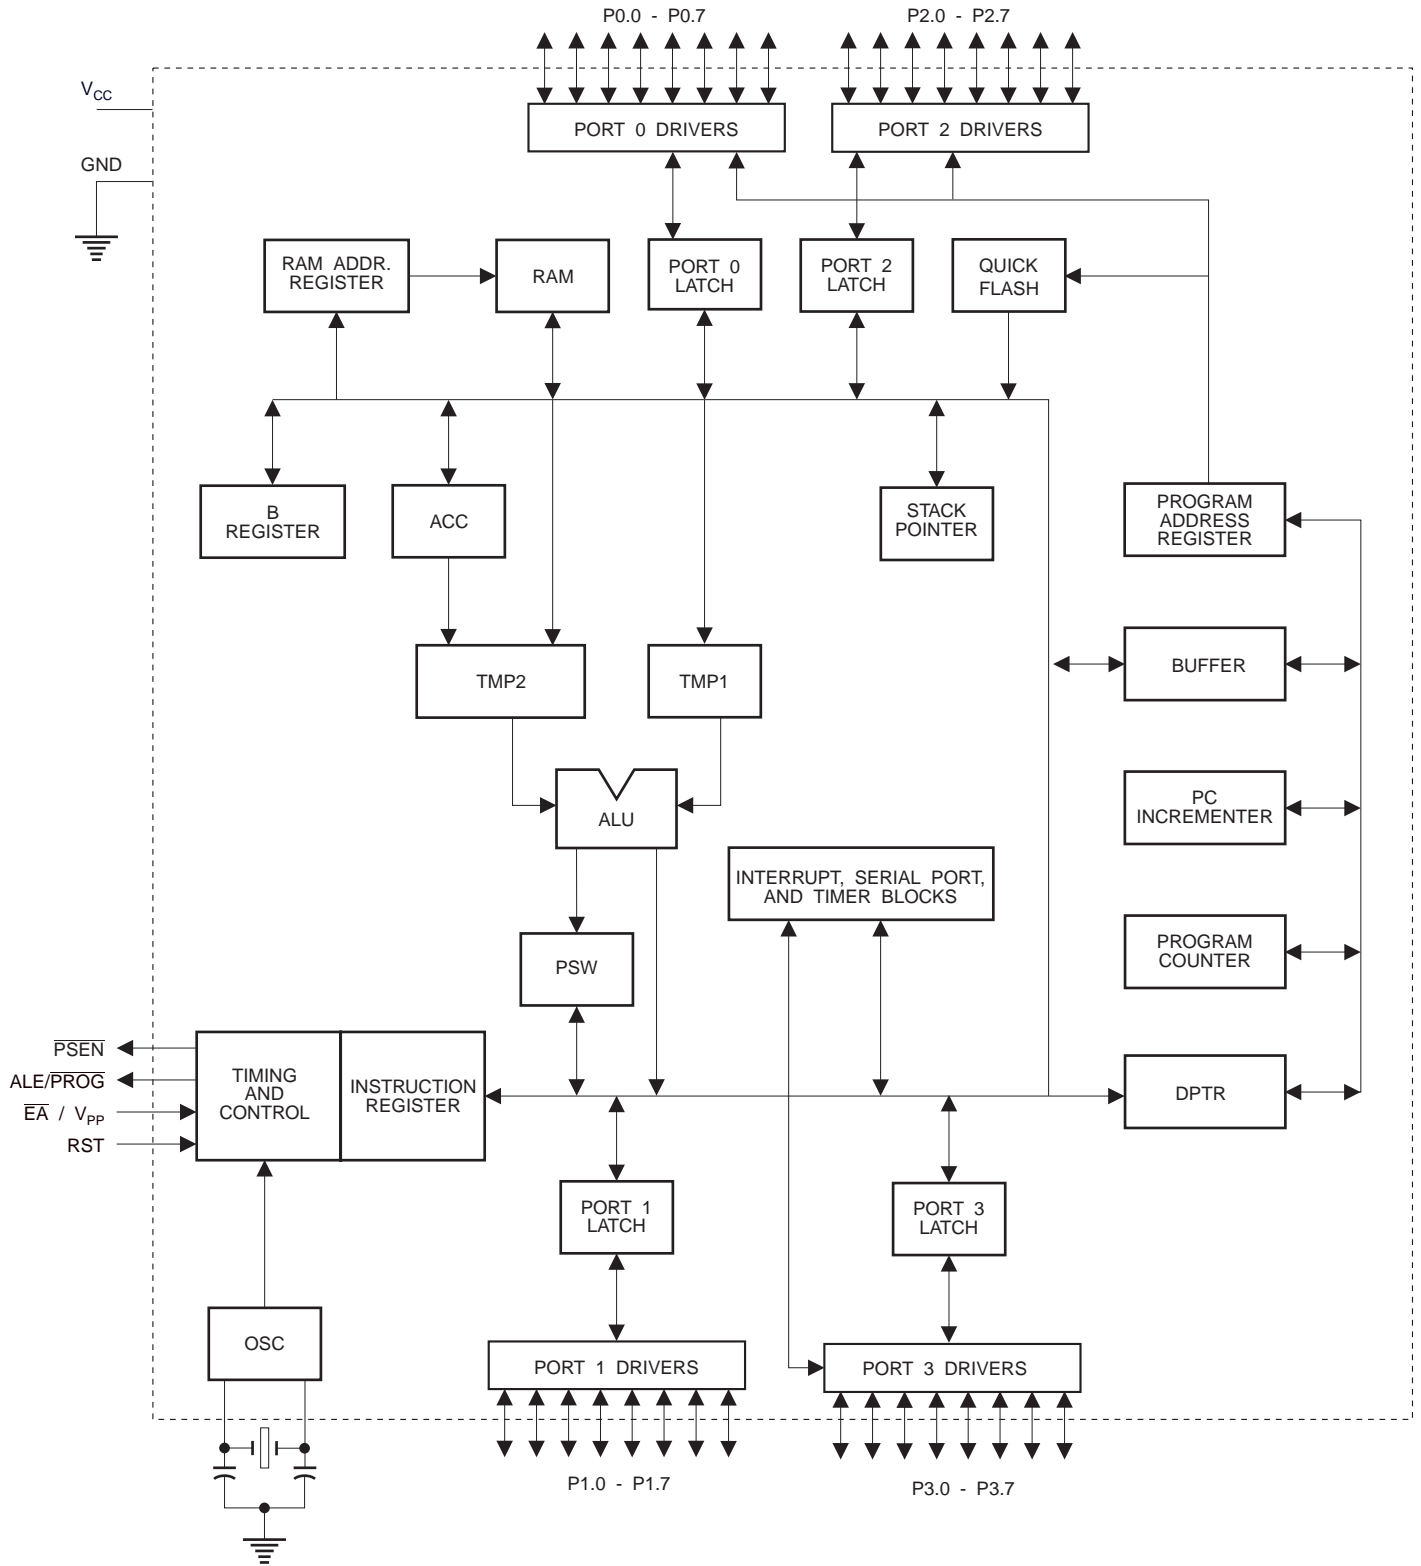 P0.0 - P0.7
P2.0 - P2.7
VCC
PORT 0 DRIVERS
PORT 2 DRIVERS
GND
RAM ADDR.
REGISTER
RAM
PORT 0
LATCH
PORT 2
LATCH
QUICK
FLASH
B
REGISTER
ACC
STACK
POINTER
PROGRAM
ADDRESS
REGISTER
BUFFER
TMP2
TMP1
ALU
PC
INCREMENTER
INTERRUPT, SERIAL PORT,
AND TIMER BLOCKS
PROGRAM
COUNTER
PSW
PSEN
ALE/PROG
EA / VPP
RST
TIMING
AND
CONTROL
INSTRUCTION
REGISTER
DPTR
PORT 1
LATCH
PORT 3
LATCH
OSC
PORT 1 DRIVERS
PORT 3 DRIVERS
P1.0 - P1.7
P3.0 - P3.7